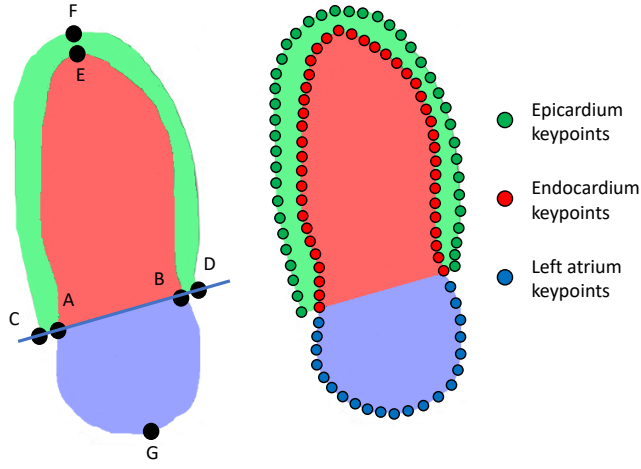 F
E
A
B
D
C
G
Epicardium
keypoints
Endocardium
keypoints
Left atrium
keypoints